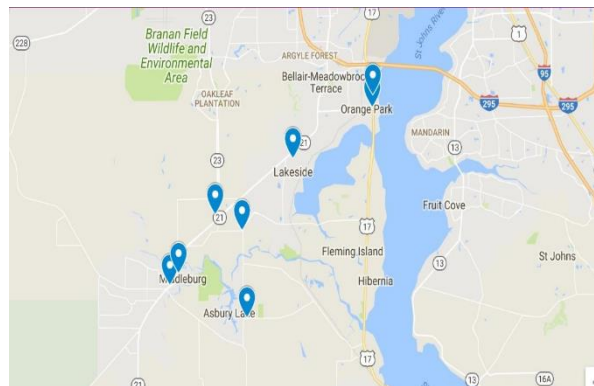 23
17
1
228
Branan Field
Wildlife and
Environmental
Area
ARGYLE FOREST
St Johns River
95
Bellair-Meadowbrook
Terrace
295
295
OAKLEAF
PLANTATION
Orange Park
MANDARIN
21
13
23
Lakeside
Fruit Cove
21
17
Fleming Island
St Johns
13
Middleburg
Hibernia
Asbury Lake
17
21
13
16A